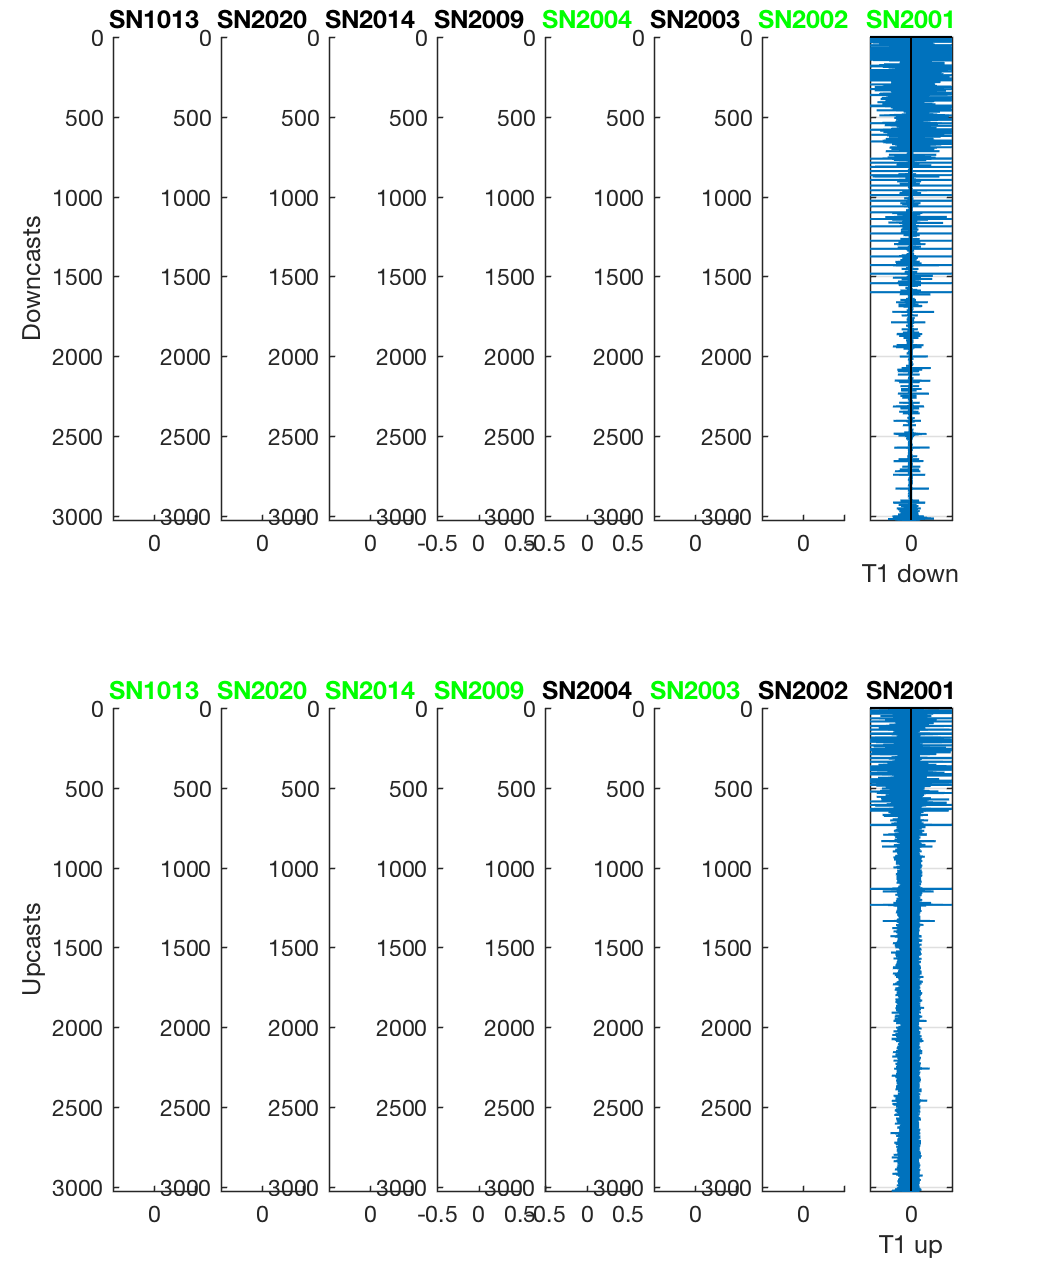 SN1013 SN2020 SN2014 SN2009 SN2004 SN2003 SN2002 SN2001
0 0 0 0 0 0 0
500 500 500 500 500 500 500
1000 1000 1000 1000 1000 1000 1000
Downcasts
1500 1500 1500 1500 1500 1500 1500
2000 2000 2000 2000 2000 2000 2000
2500 2500 2500 2500 2500 2500 2500
3000 3000 3000 3000 3000 3000 3000
0 0 0 -0.5 0 0.5 -0.5 0 0.5 0 0 0
T1 down
SN1013 SN2020 SN2014 SN2009 SN2004 SN2003 SN2002 SN2001
0 0 0 0 0 0 0
500 500 500 500 500 500 500
1000 1000 1000 1000 1000 1000 1000
Upcasts
1500 1500 1500 1500 1500 1500 1500
2000 2000 2000 2000 2000 2000 2000
2500 2500 2500 2500 2500 2500 2500
3000 3000 3000 3000 3000 3000 3000
0 0 0 -0.5 0 0.5 -0.5 0 0.5 0 0 0
T1 up